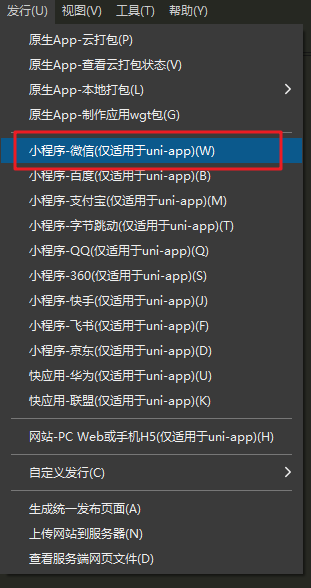 发行(U) 视图(V) 工具(T) 帮助(Y)
原生App-云打包(P)
原生App-查看云打包状态(V)
原生App-本地打包(L)
原生App-制作应用wgt包(G)
小程序-微信(仅适用于uni-app)(W)
小程序-百度(仅适用于uni-app)(B)
小程序-支付宝(仅适用于uni-app)(M)
小程序-字节跳动(仅适用于uni-app)(T)
小程序-QQ(仅适用于uni-app)(Q)
小程序-360(仅适用于uni-app)(S)
小程序-快手(仅适用于uni-app)(J)
小程序-飞书(仅适用于uni-app)(F)
小程序-京东(仅适用于uni-app)(D)
快应用-华为(仅适用于uni-app)(U)
快应用-联盟(仅适用于uni-app)(K)
网站-PC Web或手机H5(仅适用于uni-app)(H)
自定义发行(C)
生成统一发布页面(A)
上传网站到服务器(N)
查看服务端网页文件(D)